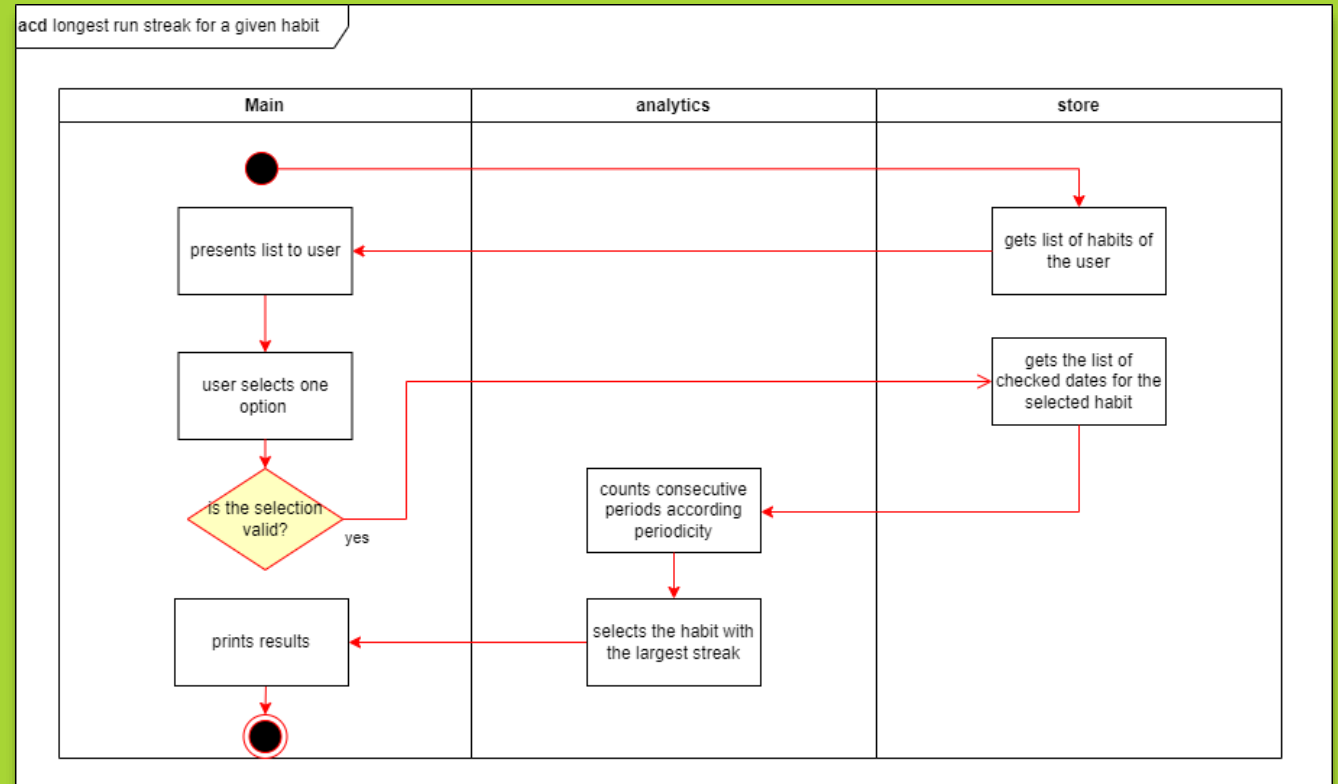 acd longest run streak for a given habit
Main
analytics
store
presents list to user
gets list of habits of
the user
user selects one
option
gets the list of
checked dates for the
selected habit
is the selection
valid?
yes
counts consecutive
periods according
periodicity
prints results
selects the habit with
the largest streak